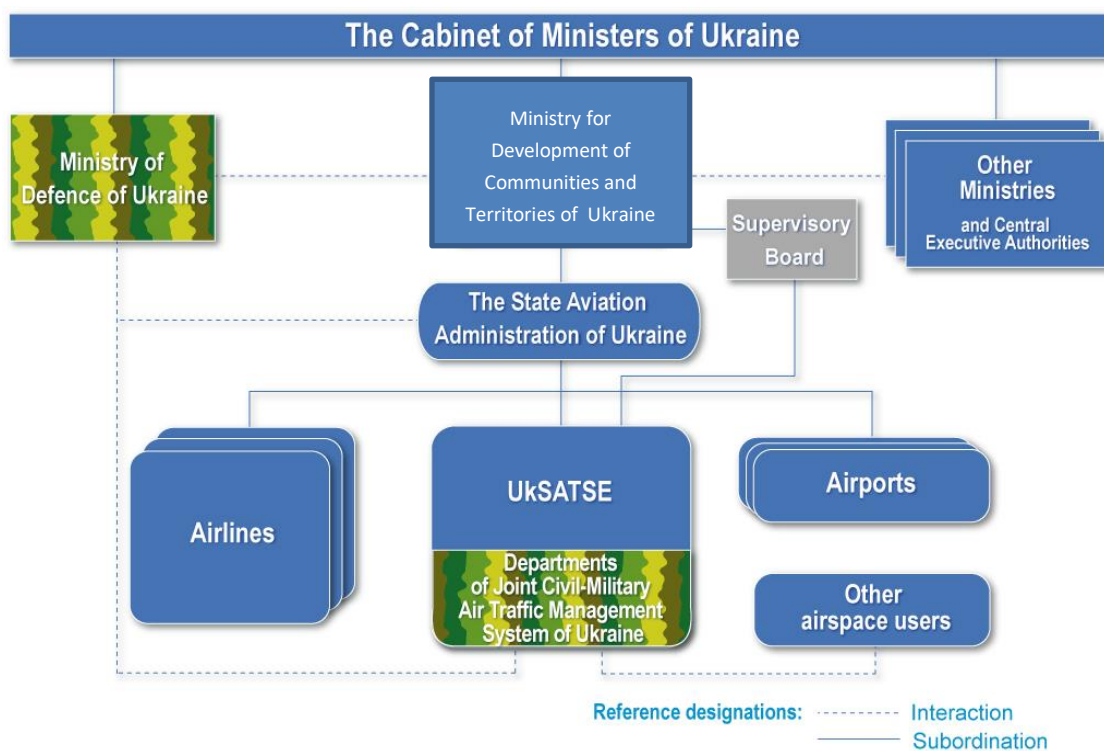 The Cabinet of Ministers of Ukraine
Ministry of
Defence of Ukraine
Ministry for
Development of
Communities and
Territories of Ukraine
Other
Ministries
and Central
Executive Authorities
Supervisory
Board
The State Aviation
Administration of Ukraine
Airlines
UkSATSE
Departments
of Joint Civil-Military
Air Traffic Management
System of Ukraine
Airports
Other
airspace users
Reference designations:
Interaction
Subordination